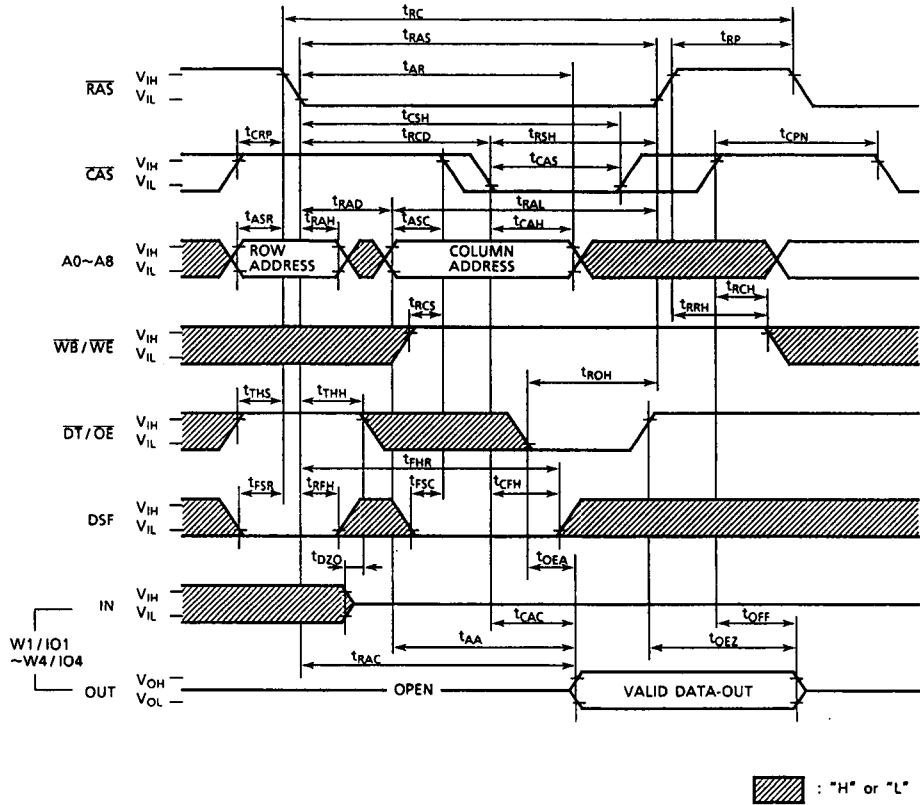 tRC
tRAS
tRP
RAS
VIH
VIL
tAR
tCSH
tCRP
tRCD
tRSH
tCPN
CAS
VIH
VIL
tCAS
tRAD
tRAL
tASR
tRAH
tASC
tCAH
A0~A8
VIH
VIL
ROW ADDRESS
COLUMN ADDRESS
tRCS
tRCH
tRRH
WB/WE
VIH
VIL
tROH
tTHS
tTHH
DT/OE
VIH
VIL
tFHR
tFSR
tRFH
tFSC
tCFH
DSF
VIH
VIL
tDZO
tOEA
IN
VIH
VIL
tCAC
tOFF
W1/IO1
~W4/IO4
tAA
tOEZ
tRAC
OUT
VOH
VOL
OPEN
VALID DATA-OUT
: "H" or "L"